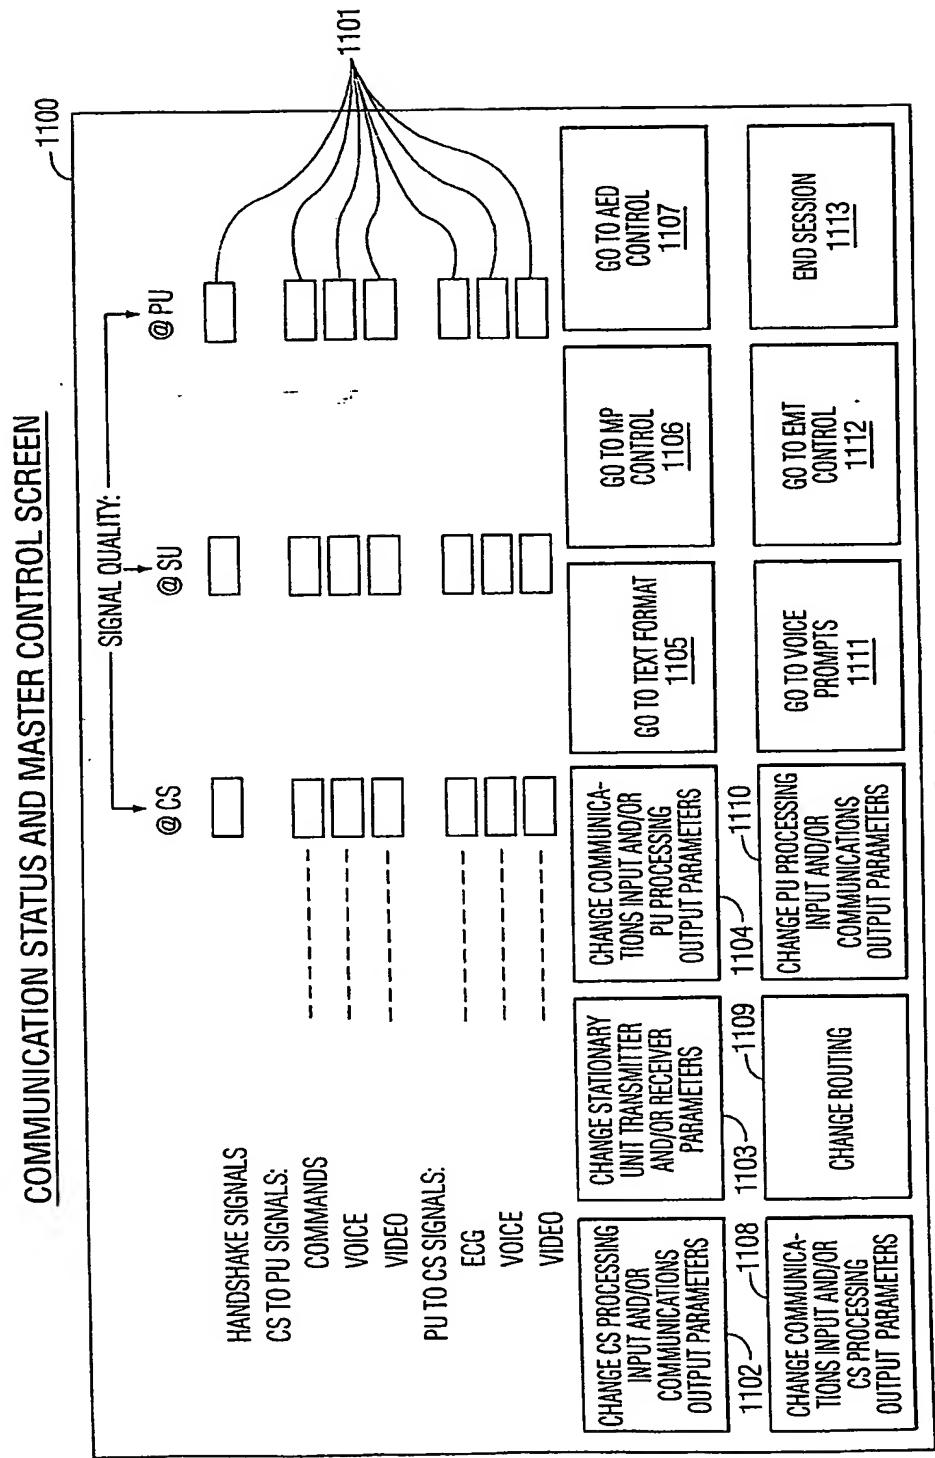 COMMUNICATION STATUS AND MASTER CONTROL SCREEN
1100
SIGNAL QUALITY:
@ CS
@ SU
@ PU
1101
HANDSHAKE SIGNALS
CS TO PU SIGNALS:
COMMANDS
VOICE
VIDEO
PU TO CS SIGNALS:
ECG
VOICE
VIDEO
CHANGE CS PROCESSING
INPUT AND/OR
COMMUNICATIONS
OUTPUT PARAMETERS
1102
CHANGE STATIONARY
UNIT TRANSMITTER
AND/OR RECEIVER
PARAMETERS
1103
CHANGE COMMUNICA-
TIONS INPUT AND/OR
PU PROCESSING
OUTPUT PARAMETERS
1104
GO TO TEXT FORMAT
1105
GO TO MP
CONTROL
1106
GO TO AED
CONTROL
1107
1108
CHANGE COMMUNICA-
TIONS INPUT AND/OR
CS PROCESSING
OUTPUT PARAMETERS
1109
CHANGE ROUTING
1110
CHANGE PU PROCESSING
INPUT AND/OR
COMMUNICATIONS
OUTPUT PARAMETERS
GO TO VOICE
PROMPTS
1111
GO TO EMT
CONTROL
1112
END SESSION
1113